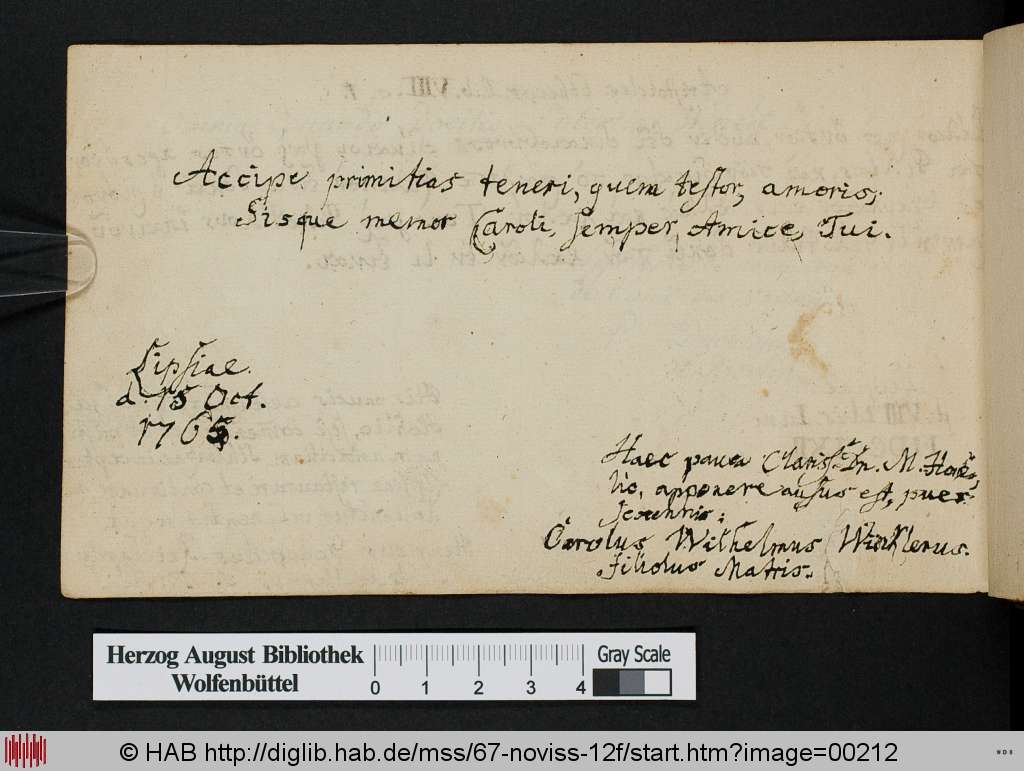 Accipe primitias teneri, quem testor, amoris;
Sisque memor Caroli, semper, Amice, Tui.
Lipsiae.
d. 15 Oct.
1765.
Haec pauca Clariss. Dn. M.
apponere ausus est, puer
sexennis:
Carolus Wilhelmus Winklerus.
filiolus Matris.
Herzog August Bibliothek
Wolfenbüttel
0 1 2 3 4
Gray Scale
© HAB http://diglib.hab.de/mss/67-noviss-12f/start.htm?image=00212